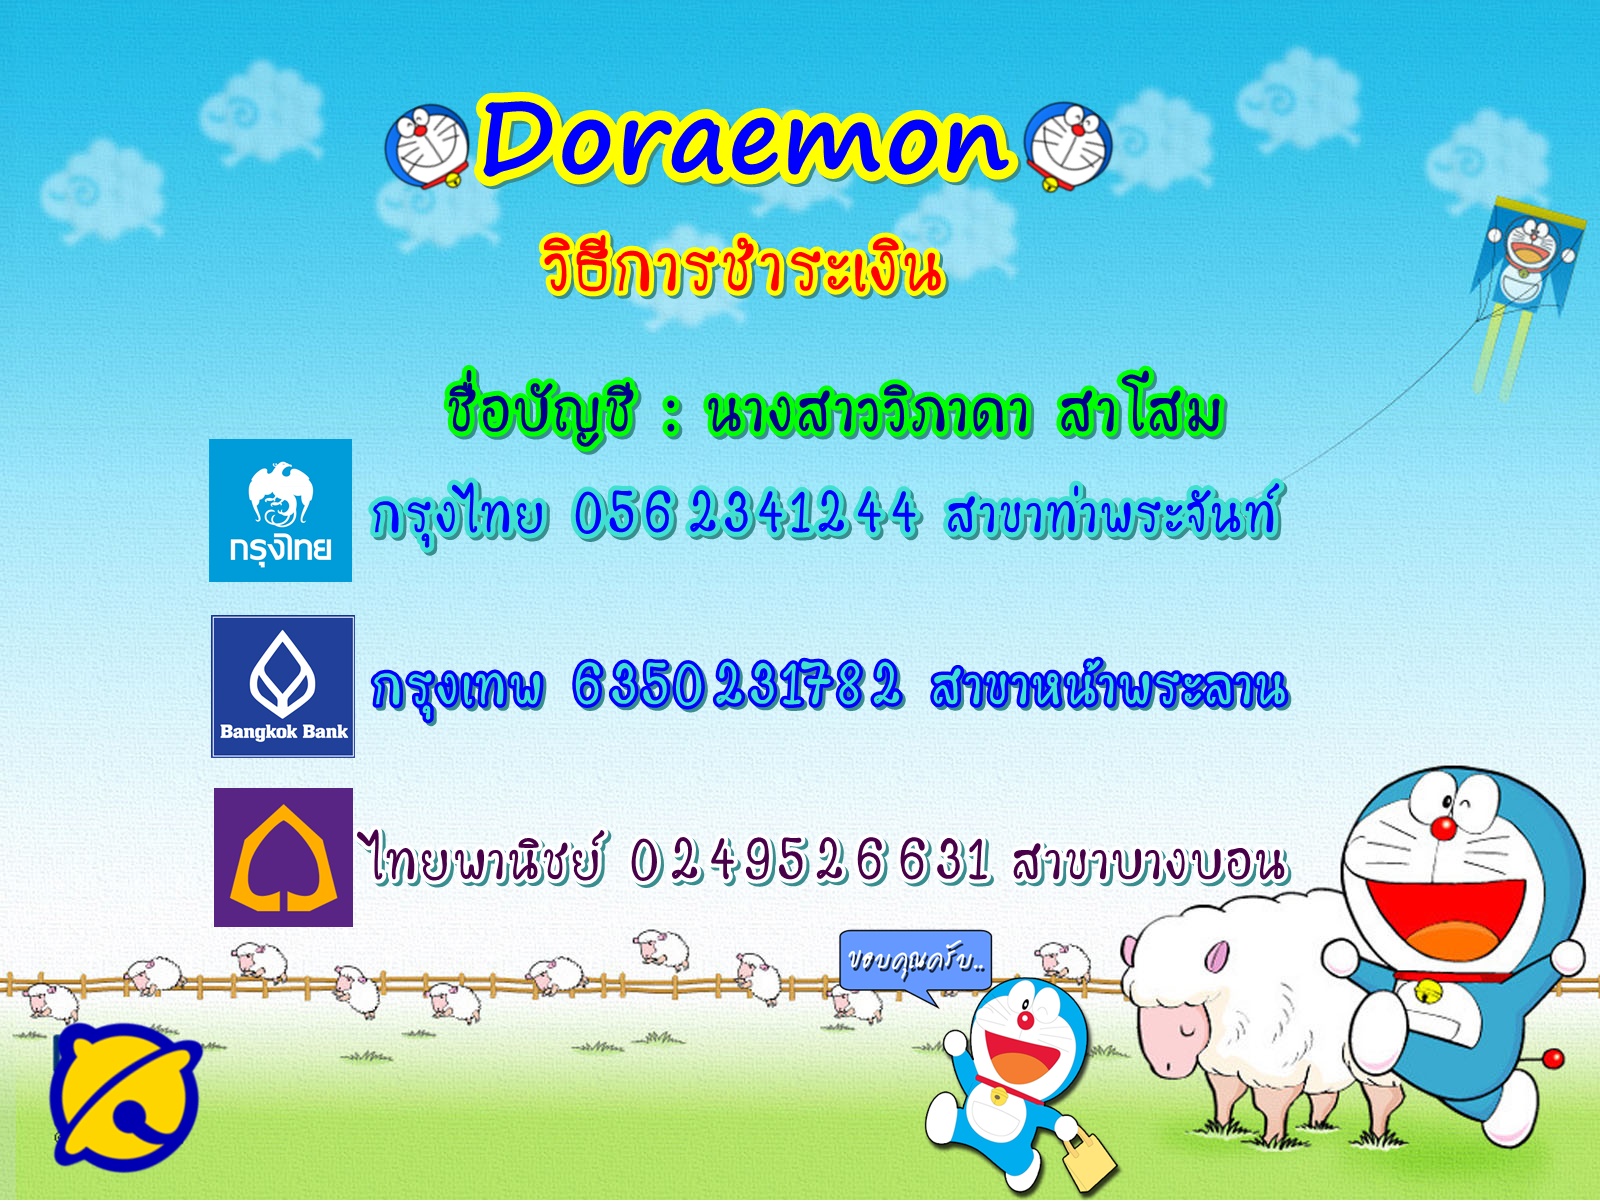 Doraemon
วิธีการชำระเงิน
ชื่อบัญชี : นางสาววิภาดา สาโสม
กรุงไทย
กรุงไทย 0562341244 สาขาท่าพระจันท์
Bangkok Bank
กรุงเทพ 6350231782 สาขาหน้าพระลาน
ไทยพานิชย์ 0249526631 สาขาบางบอน
ขอบคุณครับ..